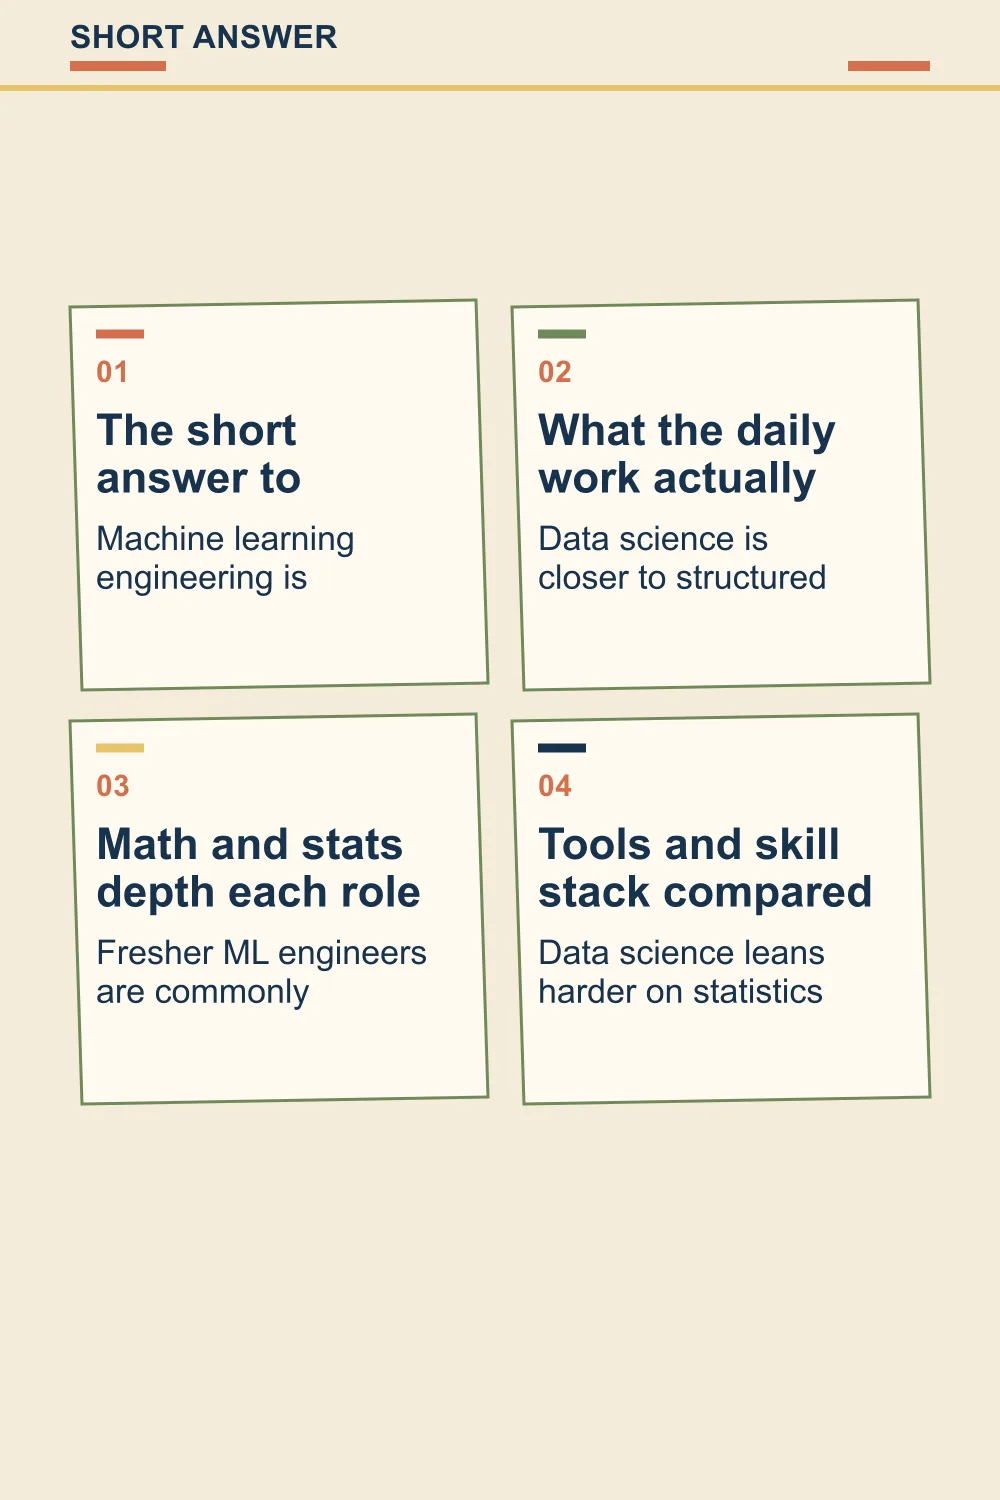 SHORT ANSWER
01
The short
answer to
Machine learning
engineering is
02
What the daily
work actually
Data science is
closer to structured
03
Math and stats
depth each role
Fresher ML engineers
are commonly
04
Tools and skill
stack compared
Data science leans
harder on statistics